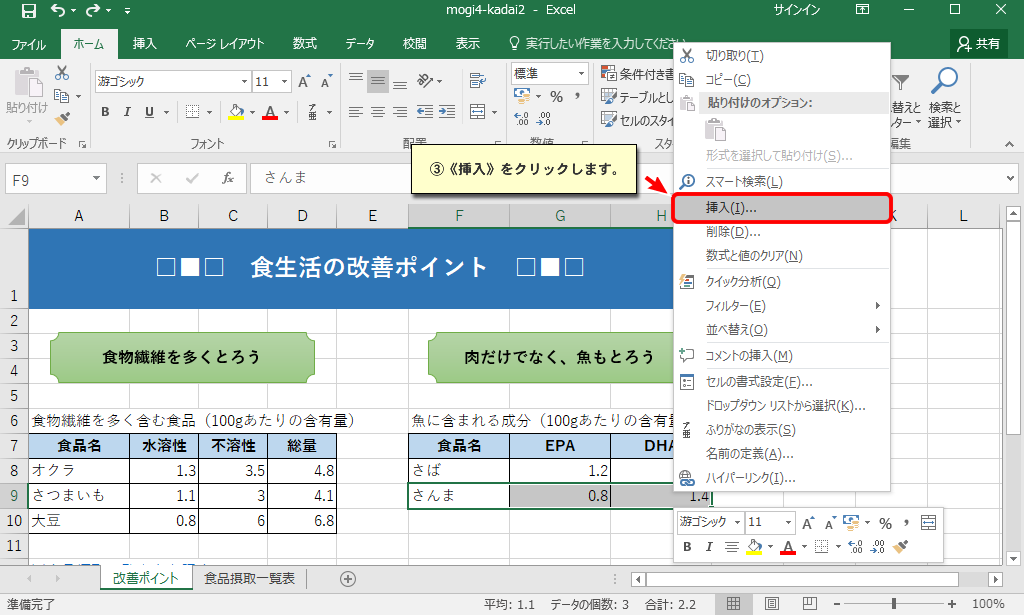 mogi4-kadai2 - Excel
サインイン
ファイル
ホーム
挿入
ページ レイアウト
数式
データ
校閲
表示
実行したい作業を入力してください
共有
貼り付け
クリップボード
游ゴシック
11
B I U
フォント
配置
標準
数値
条件付き書
テーブルとし
セルのスタイ
スタ
替えと
ター
検索と
選択
編集
F9
さんま
③《挿入》をクリックします。
A B C D E F G H K L
1
□■□ 食生活の改善ポイント □■□
2
3
食物繊維を多くとろう
肉だけでなく、魚もとろう
4
5
6 食物繊維を多く含む食品（100gあたりの含有量） 魚に含まれる成分（100gあたりの含有量
7 食品名 水溶性 不溶性 総量 食品名 EPA DHA
8 オクラ 1.3 3.5 4.8 さば 1.2
9 さつまいも 1.1 3 4.1 さんま 0.8 1.4
10 大豆 0.8 6 6.8
11
切り取り(T)
コピー(C)
貼り付けのオプション:
形式を選択して貼り付け(S)...
スマート検索(L)
挿入(I)...
削除(D)...
数式と値のクリア(N)
クイック分析(Q)
フィルター(E)
並べ替え(O)
コメントの挿入(M)
セルの書式設定(F)...
ドロップダウン リストから選択(K)...
ふりがなの表示(S)
名前の定義(A)...
ハイパーリンク(I)...
游ゴシック 11
B I
改善ポイント
食品摂取一覧表
準備完了
平均: 1.1 データの個数: 3 合計: 2.2
100%